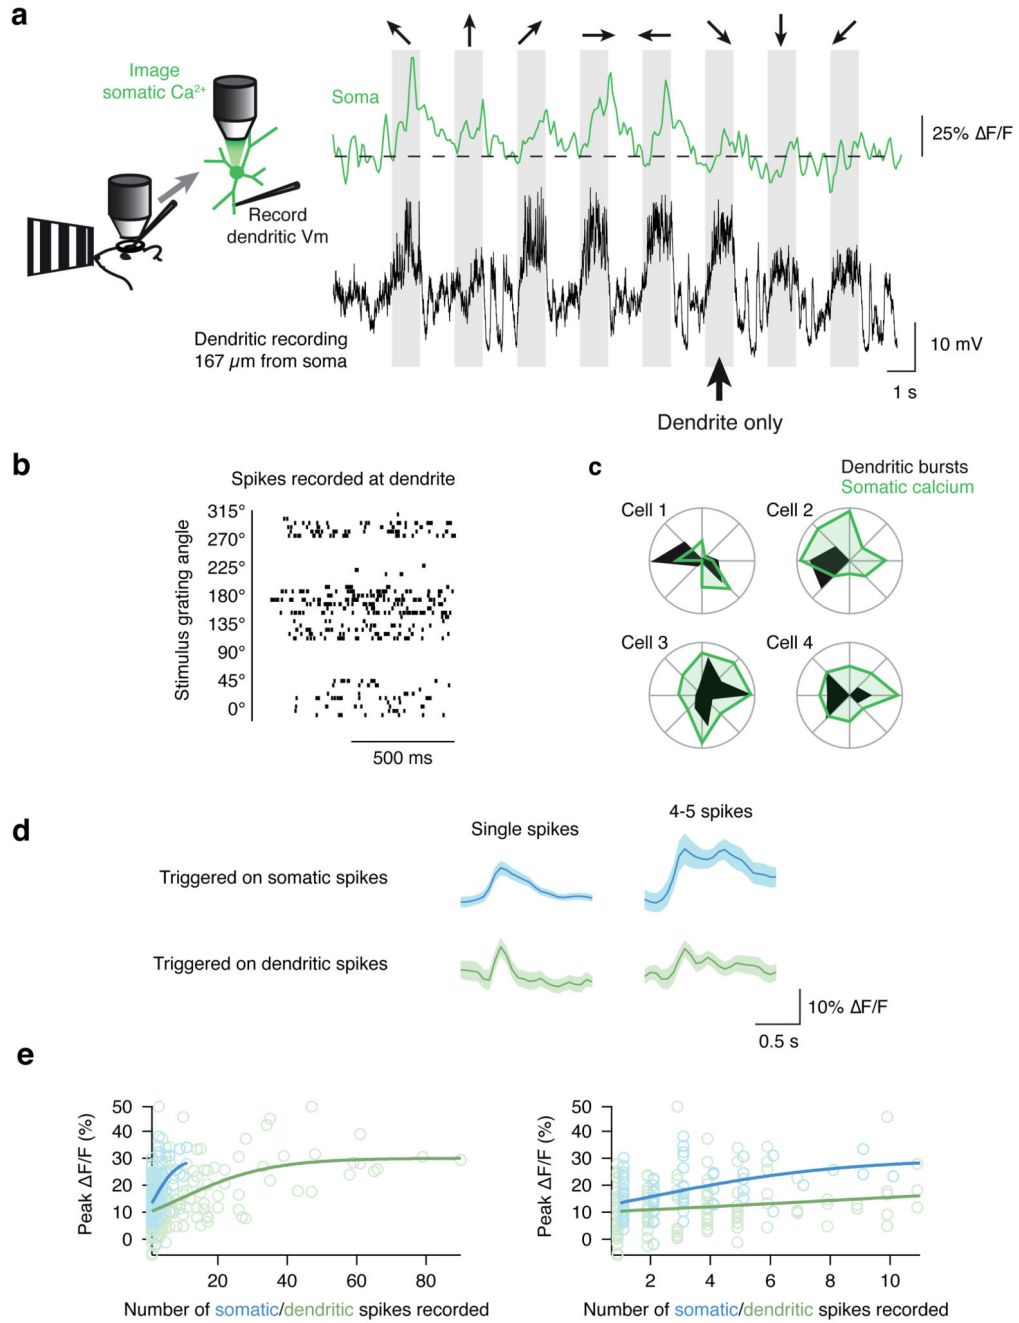 a
Image
somatic Ca²⁺
Soma
25% ΔF/F
Record
dendritic Vm
Dendritic recording
167 µm from soma
10 mV
1 s
Dendrite only
b
Spikes recorded at dendrite
Stimulus grating angle
315°
270°
225°
180°
135°
90°
45°
0°
500 ms
c
Dendritic bursts
Somatic calcium
Cell 1
Cell 2
Cell 3
Cell 4
d
Single spikes
4-5 spikes
Triggered on somatic spikes
Triggered on dendritic spikes
10% ΔF/F
0.5 s
e
Peak ΔF/F (%)
50
40
30
20
10
0
20
40
60
80
Number of somatic/dendritic spikes recorded
Peak ΔF/F (%)
50
40
30
20
10
0
2
4
6
8
10
Number of somatic/dendritic spikes recorded